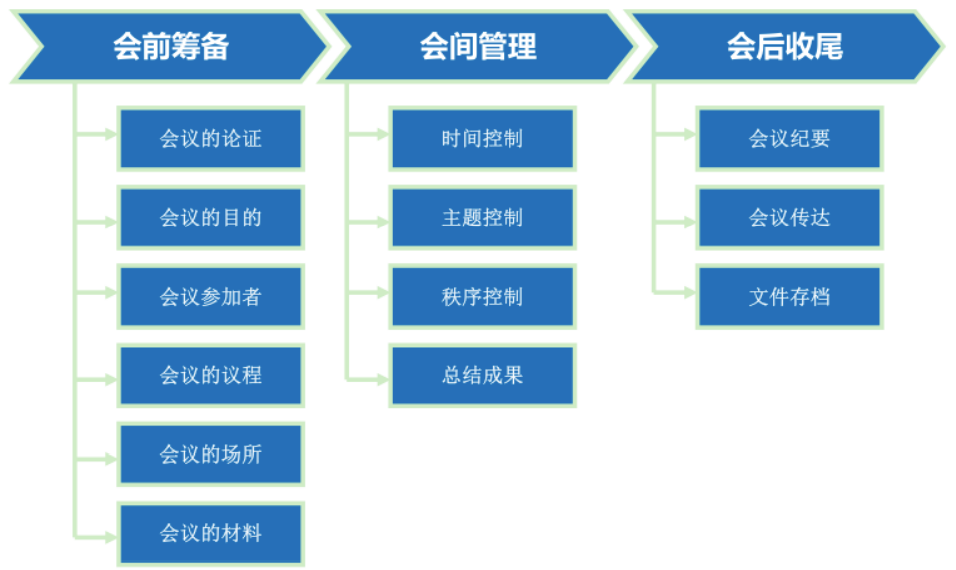 会前筹备
会议的论证
会议的目的
会议参加者
会议的议程
会议的场所
会议的材料
会间管理
时间控制
主题控制
秩序控制
总结成果
会后收尾
会议纪要
会议传达
文件存档